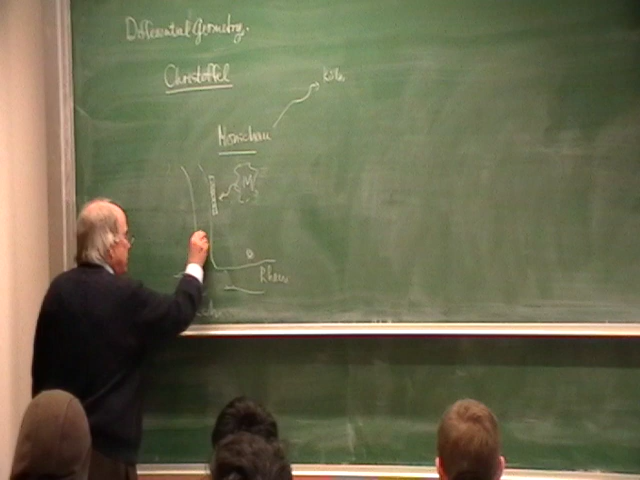 Differential Geometry.
Christoffel
Köln
Monschau
M
Rhein